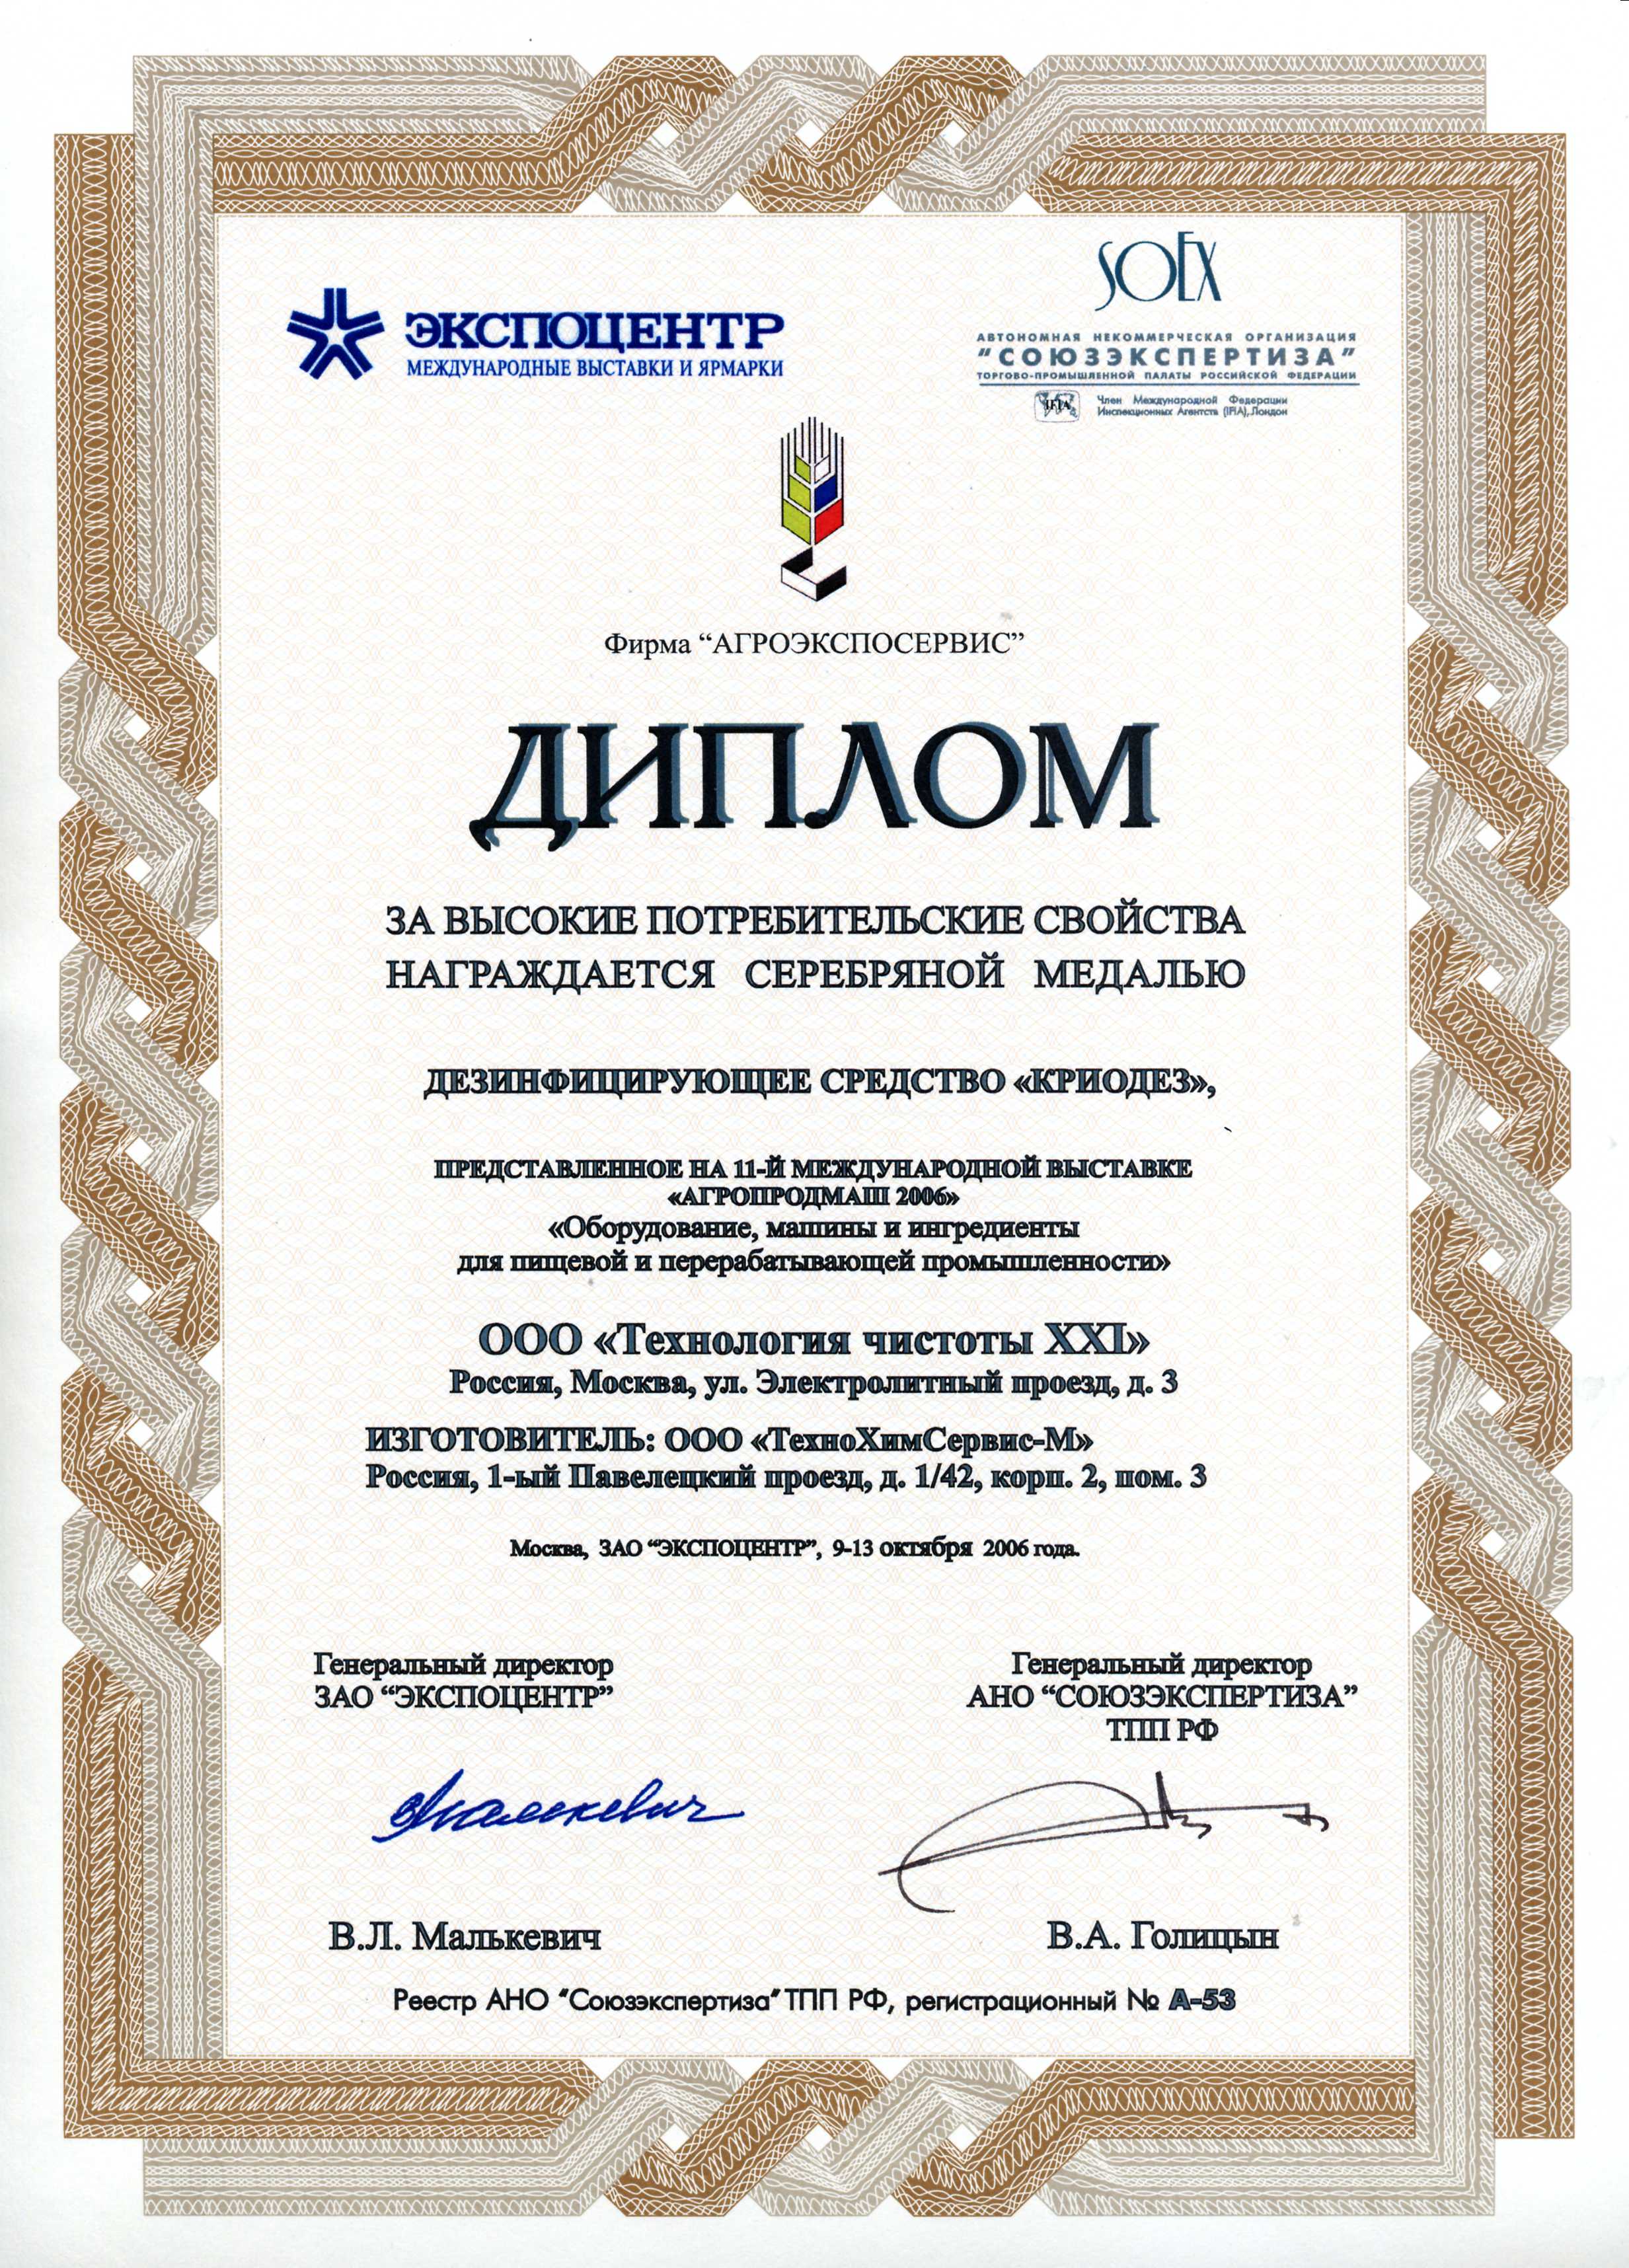 ЭКСПОЦЕНТР
МЕЖДУНАРОДНЫЕ ВЫСТАВКИ И ЯРМАРКИ
SOEX
АВТОНОМНАЯ НЕКОММЕРЧЕСКАЯ ОРГАНИЗАЦИЯ
"СОЮЗЭКСПЕРТИЗА"
ТОРГОВО-ПРОМЫШЛЕННОЙ ПАЛАТЫ РОССИЙСКОЙ ФЕДЕРАЦИИ
IFIA
Член Международной Федерации
Инспекционных Агентств (IFIA), Лондон
Фирма “АГРОЭКСПОСЕРВИС”
ДИПЛОМ
ЗА ВЫСОКИЕ ПОТРЕБИТЕЛЬСКИЕ СВОЙСТВА
НАГРАЖДАЕТСЯ СЕРЕБРЯНОЙ МЕДАЛЬЮ
ДЕЗИНФИЦИРУЮЩЕЕ СРЕДСТВО «КРИОДЕЗ»,
ПРЕДСТАВЛЕННОЕ НА 11-Й МЕЖДУНАРОДНОЙ ВЫСТАВКЕ
«АГРОПРОДМАШ 2006»
«Оборудование, машины и ингредиенты
для пищевой и перерабатывающей промышленности»
ООО «Технология чистоты XXI»
Россия, Москва, ул. Электролитный проезд, д. 3
ИЗГОТОВИТЕЛЬ: ООО «ТехноХимСервис-М»
Россия, 1-ый Павелецкий проезд, д. 1/42, корп. 2, пом. 3
Москва, ЗАО “ЭКСПОЦЕНТР”, 9-13 октября 2006 года.
Генеральный директор
ЗАО “ЭКСПОЦЕНТР”
Генеральный директор
АНО “СОЮЗЭКСПЕРТИЗА”
ТПП РФ
В.Л. Малькевич
В.А. Голицын
Реестр АНО "Союзэкспертиза" ТПП РФ, регистрационный № А-53